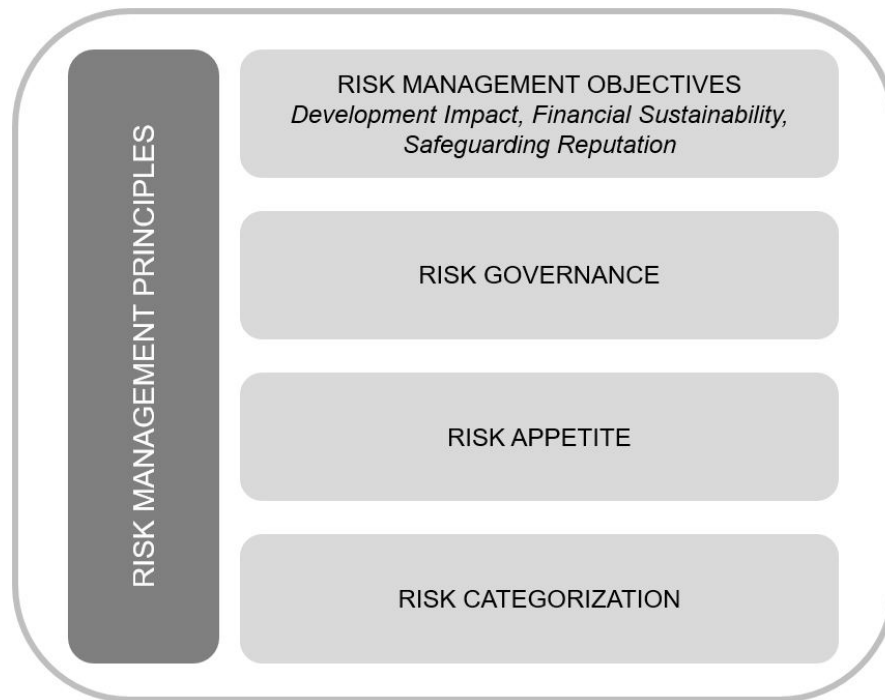 RISK MANAGEMENT PRINCIPLES
RISK MANAGEMENT OBJECTIVES
Development Impact, Financial Sustainability,
Safeguarding Reputation
RISK GOVERNANCE
RISK APPETITE
RISK CATEGORIZATION